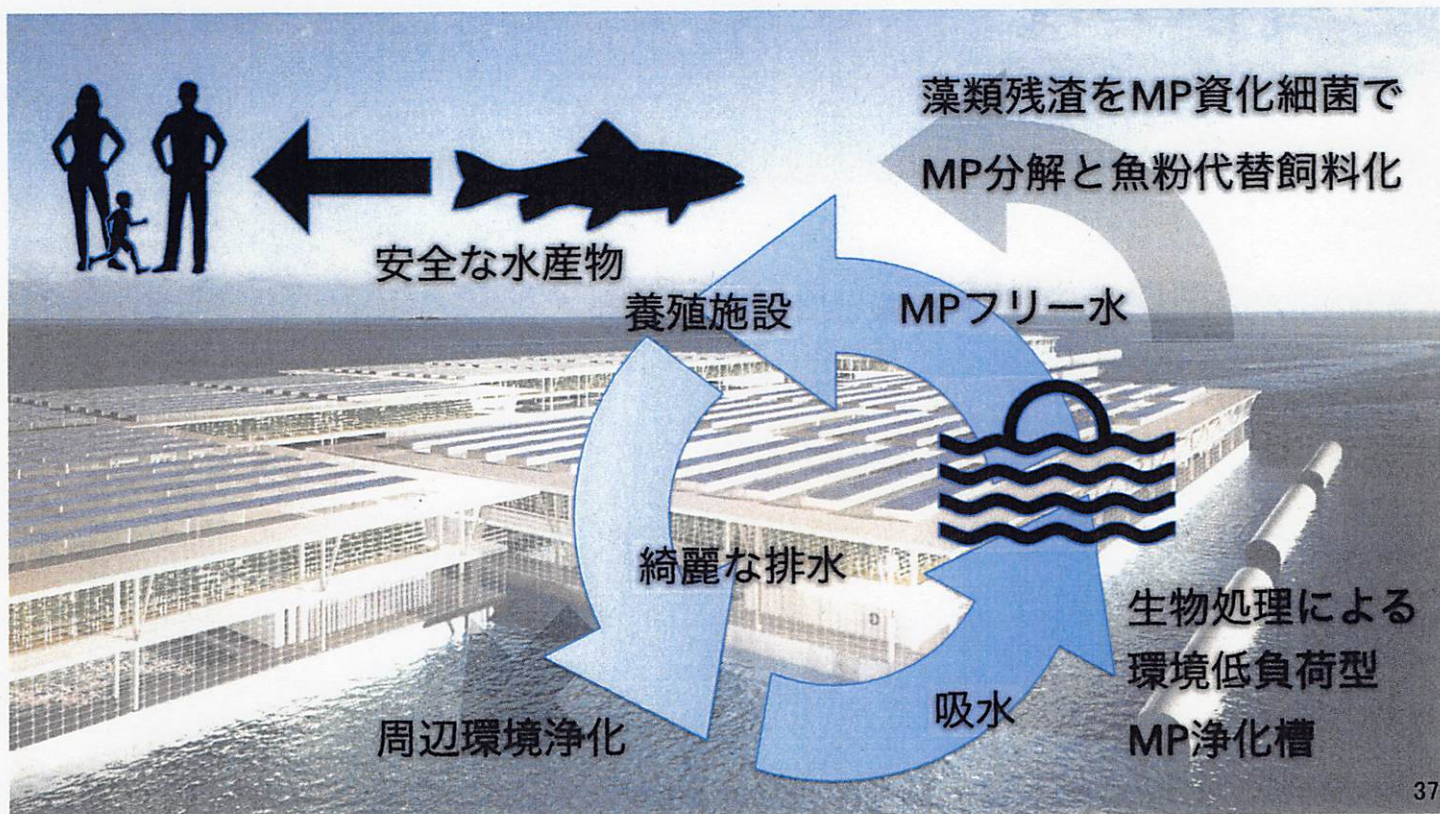 藻類残渣をMP資化細菌で
MP分解と魚粉代替飼料化
安全な水産物
養殖施設
MPフリー水
綺麗な排水
生物処理による
環境低負荷型
MP浄化槽
吸水
周辺環境浄化
37